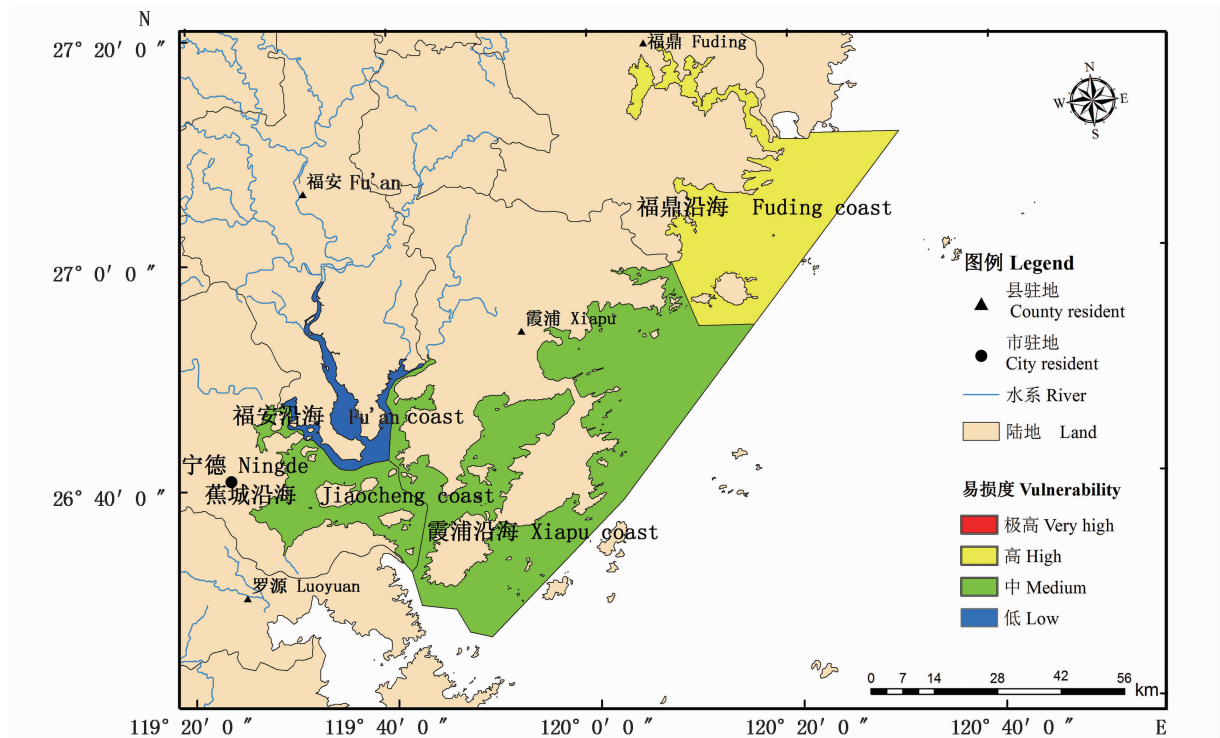 N
27° 20′ 0 ″
福鼎 Fuding
N
W E
S
福安 Fu'an
福鼎沿海 Fuding coast
27° 0′ 0 ″
图例 Legend
县驻地
County resident
霞浦 Xiapu
市驻地
City resident
水系 River
福安沿海 Fu'an coast
陆地 Land
宁德 Ningde
26° 40′ 0 ″
蕉城沿海 Jiaocheng coast
易损度 Vulnerability
霞浦沿海 Xiapu coast
极高 Very high
高 High
罗源 Luoyuan
中 Medium
低 Low
0 7 14 28 42 56
km
119° 20′ 0 ″ 119° 40′ 0 ″ 120° 0′ 0 ″ 120° 20′ 0 ″ 120° 40′ 0 ″ E